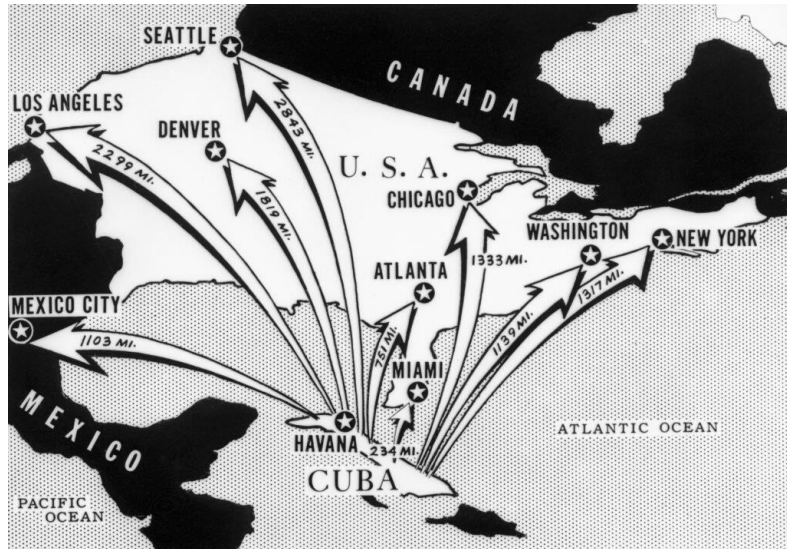 SEATTLE
CANADA
LOS ANGELES
DENVER
2843 MI.
2299 MI.
U. S. A.
1819 MI.
CHICAGO
WASHINGTON
NEW YORK
1333 MI.
ATLANTA
MEXICO CITY
1103 MI.
751 MI.
1139 MI.
1317 MI.
MIAMI
MEXICO
HAVANA
234 MI.
ATLANTIC OCEAN
CUBA
PACIFIC
OCEAN